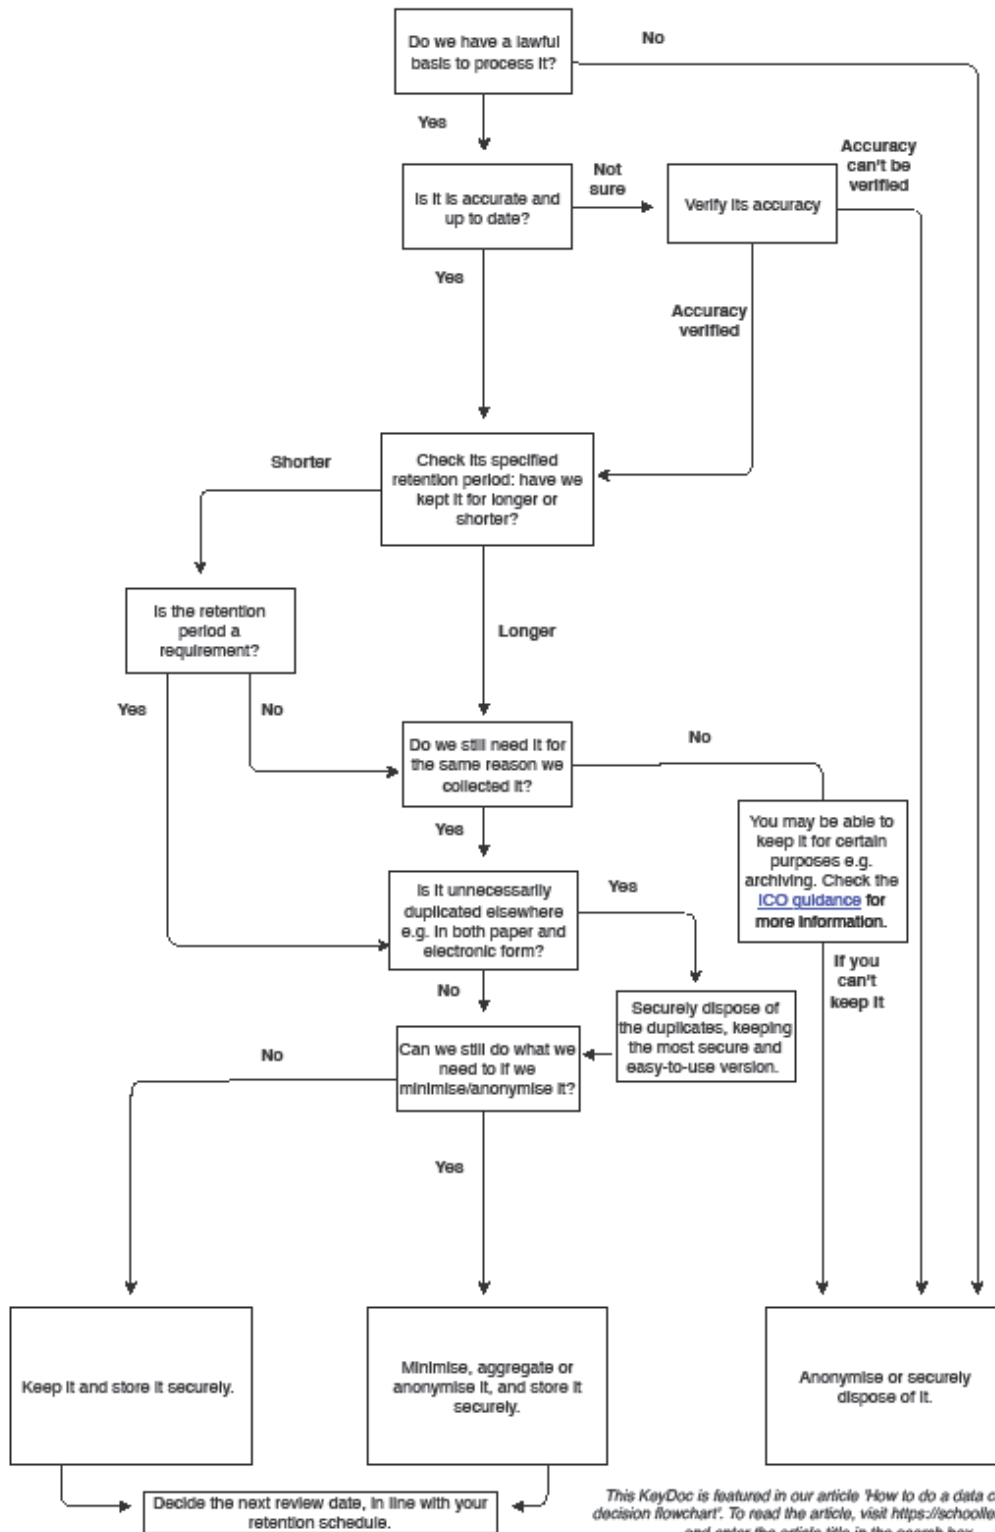 Do we have a lawful
basis to process it?
No
Yes
Is it is accurate and
up to date?
Not
sure
Verify its accuracy
Accuracy
can't be
verified
Yes
Accuracy
verified
Check its specified
retention period: have we
kept it for longer or
shorter?
Shorter
Is the retention
period a
requirement?
Longer
Yes
No
Do we still need it for
the same reason we
collected it?
No
Yes
You may be able to
keep it for certain
purposes e.g.
archiving. Check the
ICO guidance for
more information.
Is it unnecessarily
duplicated elsewhere
e.g. in both paper and
electronic form?
Yes
If you
can't
keep it
No
Securely dispose of
the duplicates, keeping
the most secure and
easy-to-use version.
Can we still do what we
need to if we
minimise/anonymise it?
No
Yes
Keep it and store it securely.
Minimise, aggregate or
anonymise it, and store it
securely.
Anonymise or securely
dispose of it.
Decide the next review date, in line with your
retention schedule.
This KeyDoc is featured in our article 'How to do a data
decision flowchart'. To read the article, visit
and enter the article title in the search box